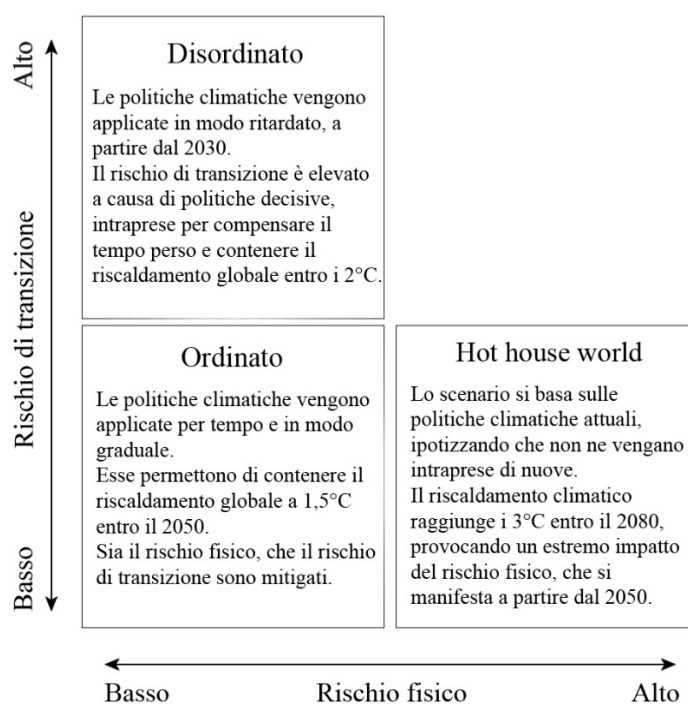 Alto
Rischio di transizione
Basso
Disordinato
Le politiche climatiche vengono
applicate in modo ritardato, a
partire dal 2030.
Il rischio di transizione è elevato
a causa di politiche decisive,
intraprese per compensare il
tempo perso e contenere il
riscaldamento globale entro i 2°C.
Ordinato
Le politiche climatiche vengono
applicate per tempo e in modo
graduale.
Esse permettono di contenere il
riscaldamento globale a 1,5°C
entro il 2050.
Sia il rischio fisico, che il rischio
di transizione sono mitigati.
Hot house world
Lo scenario si basa sulle
politiche climatiche attuali,
ipotizzando che non ne vengano
intraprese di nuove.
Il riscaldamento climatico
raggiunge i 3°C entro il 2080,
provocando un estremo impatto
del rischio fisico, che si
manifesta a partire dal 2050.
Basso
Rischio fisico
Alto